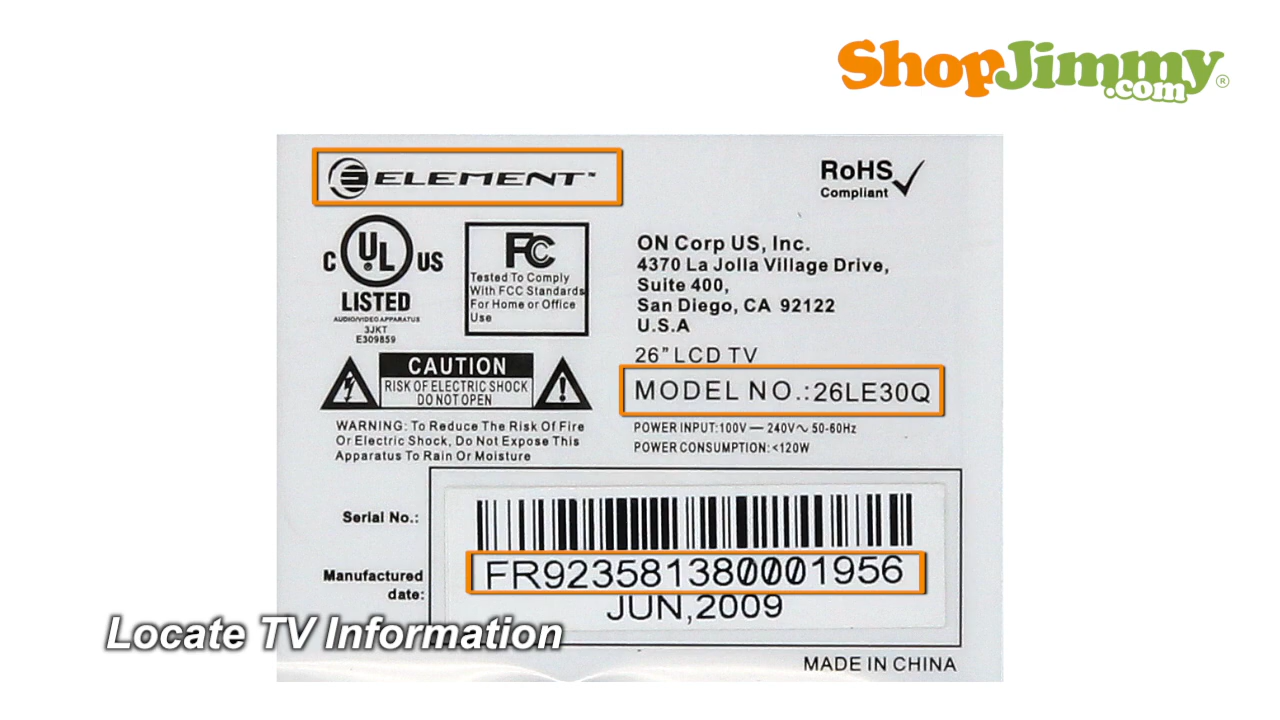 ShopJimmy.com®
ELEMENT™
RoHS
Compliant
C UL US
LISTED
AUDIO/VIDEO APPARATUS
3JKT
E309859
FC
Tested To Comply
With FCC Standards
For Home or Office
Use
ON Corp US, Inc.
4370 La Jolla Village Drive,
Suite 400,
San Diego, CA 92122
U.S.A
26" LCD TV
MODEL NO.:26LE30Q
POWER INPUT:100V — 240V∿ 50-60Hz
POWER CONSUMPTION: <120W
CAUTION
RISK OF ELECTRIC SHOCK
DO NOT OPEN
WARNING: To Reduce The Risk Of Fire
Or Electric Shock, Do Not Expose This
Apparatus To Rain Or Moisture
Serial No.:
FR923581380001956
Manufactured
date:
JUN,2009
Locate TV Information
MADE IN CHINA